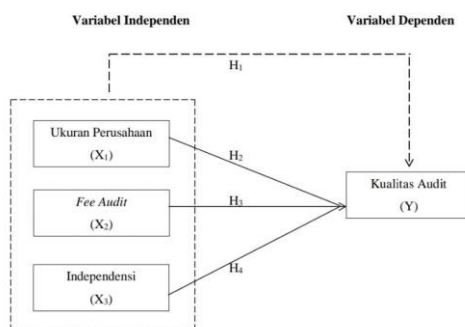 Variabel Independen
Variabel Dependen
H₁
Ukuran Perusahaan
(X₁)
H₂
Fee Audit
(X₂)
H₃
Kualitas Audit
(Y)
Independensi
(X₃)
H₄